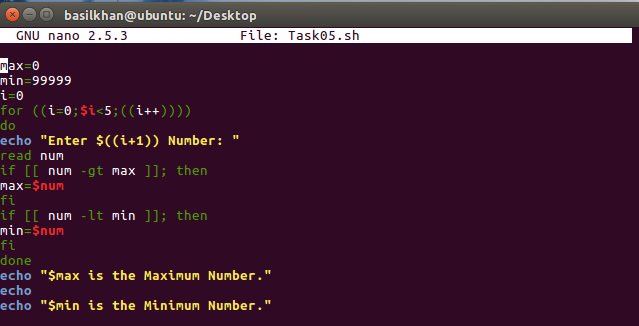 basilkhan@ubuntu: ~/Desktop
GNU nano 2.5.3 File: Task05.sh
max=0
min=99999
i=0
for ((i=0;$i<5;((i++))))
do
echo "Enter $((i+1)) Number: "
read num
if [[ num -gt max ]]; then
max=$num
fi
if [[ num -lt min ]]; then
min=$num
fi
done
echo "$max is the Maximum Number."
echo
echo "$min is the Minimum Number."